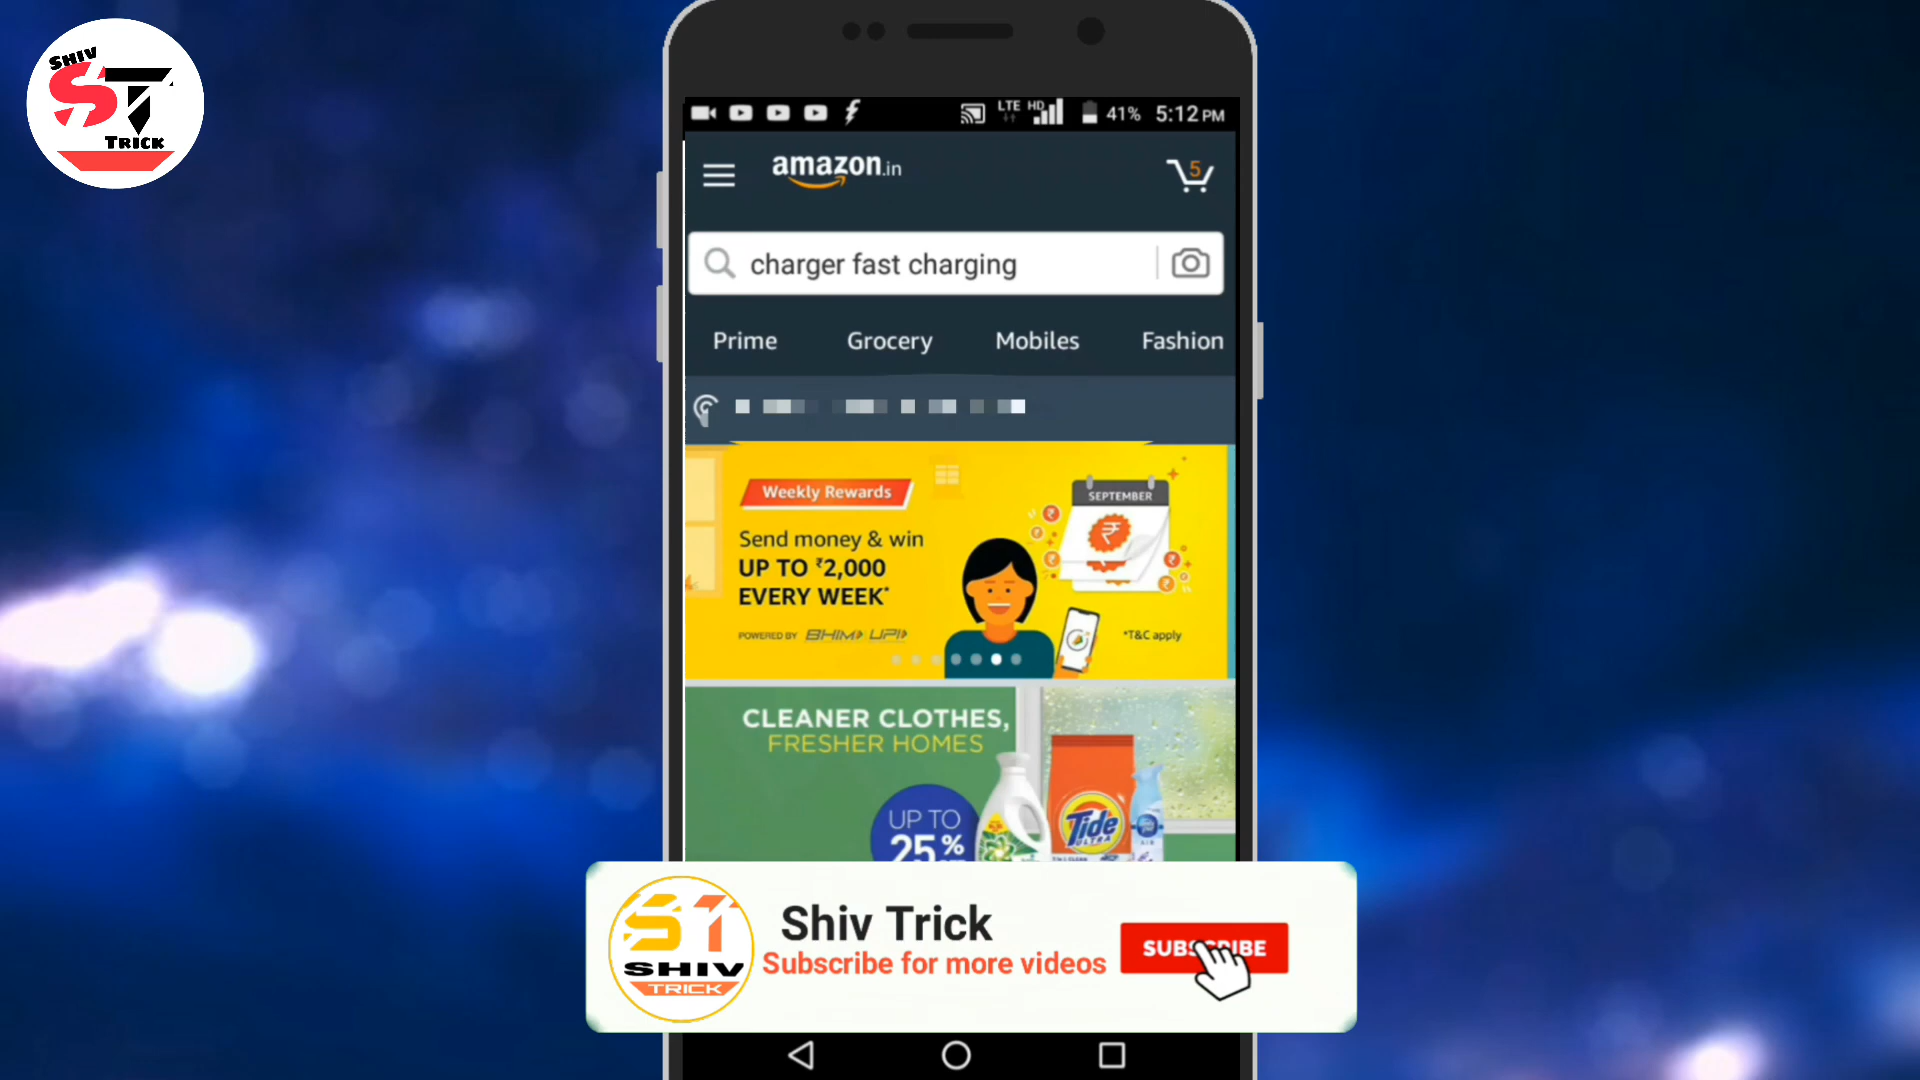 SHIV
ST
TRICK
LTE HD 41% 5:12 PM
amazon.in
5
charger fast charging
Prime Grocery Mobiles Fashion
Weekly Rewards
Send money & win
UP TO ₹2,000
EVERY WEEK*
POWERED BY BHIM UPI
SEPTEMBER
₹
*T&C apply
CLEANER CLOTHES,
FRESHER HOMES
UP TO
25%
Tide
ULTRA
AIR
ST
SHIV
TRICK
Shiv Trick
Subscribe for more videos
SUBSCRIBE